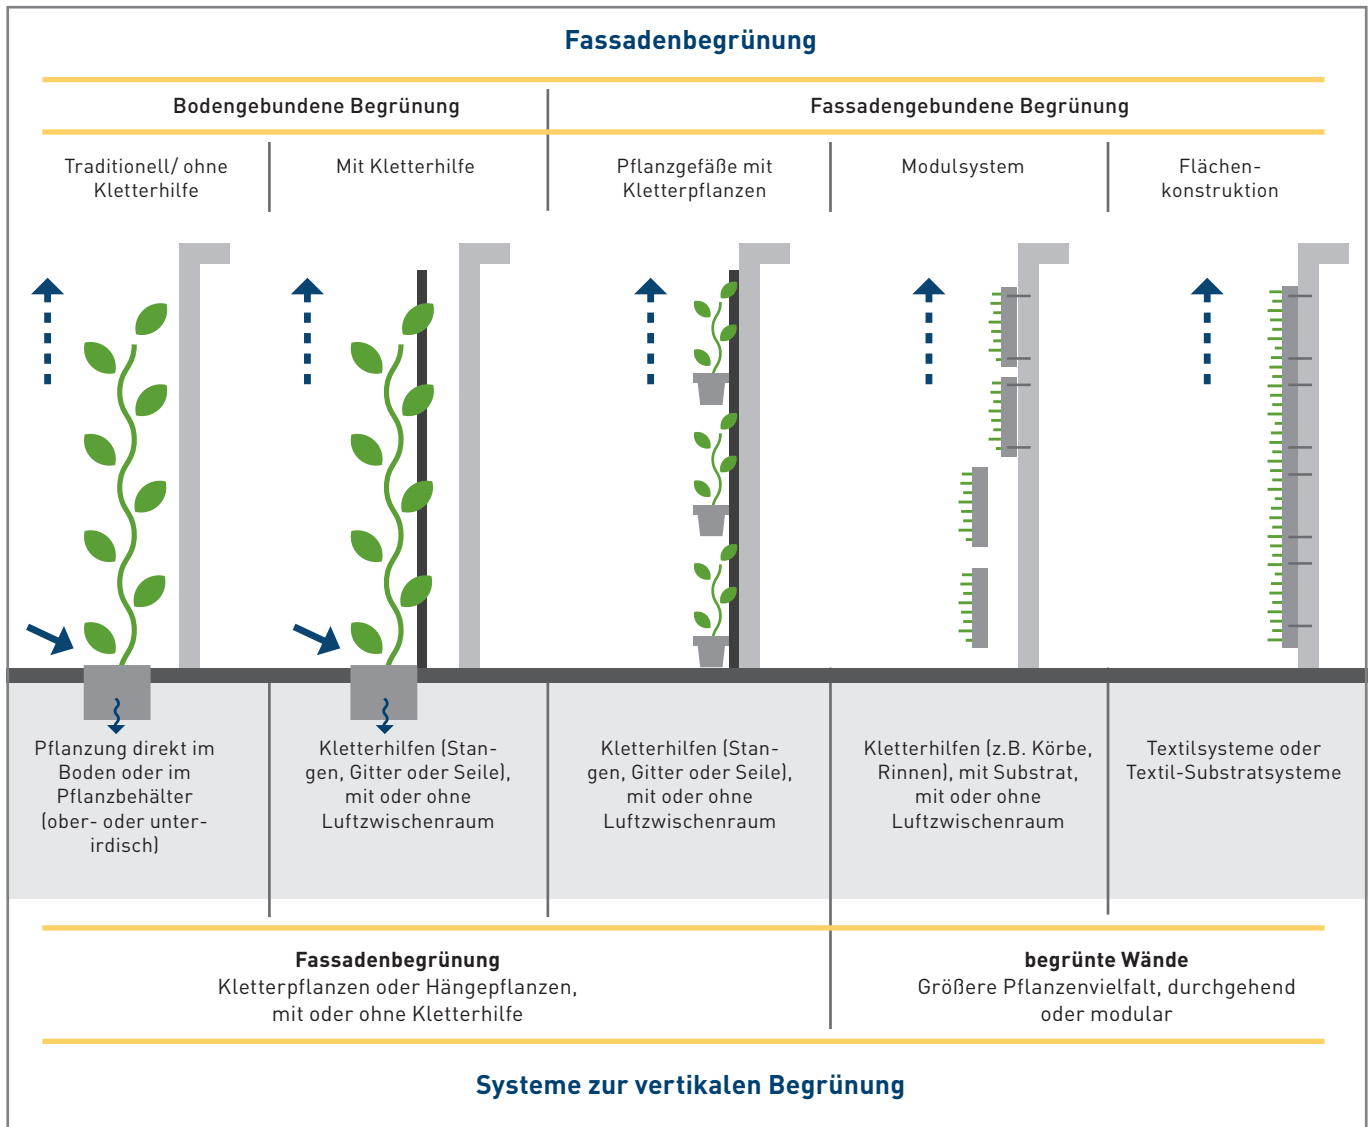 Fassadenbegrünung
Bodengebundene Begrünung
Fassadengebundene Begrünung
Traditionell/ ohne
Kletterhilfe
Mit Kletterhilfe
Pflanzgefäße mit
Kletterpflanzen
Modulsystem
Flächen-
konstruktion
Pflanzung direkt im
Boden oder im
Pflanzbehälter
(ober- oder unter-
irdisch)
Kletterhilfen (Stan-
gen, Gitter oder Seile),
mit oder ohne
Luftzwischenraum
Kletterhilfen (Stan-
gen, Gitter oder Seile),
mit oder ohne
Luftzwischenraum
Kletterhilfen (z.B. Körbe,
Rinnen), mit Substrat,
mit oder ohne
Luftzwischenraum
Textilsysteme oder
Textil-Substratsysteme
Fassadenbegrünung
Kletterpflanzen oder Hängepflanzen,
mit oder ohne Kletterhilfe
begrünte Wände
Größere Pflanzenvielfalt, durchgehend
oder modular
Systeme zur vertikalen Begrünung